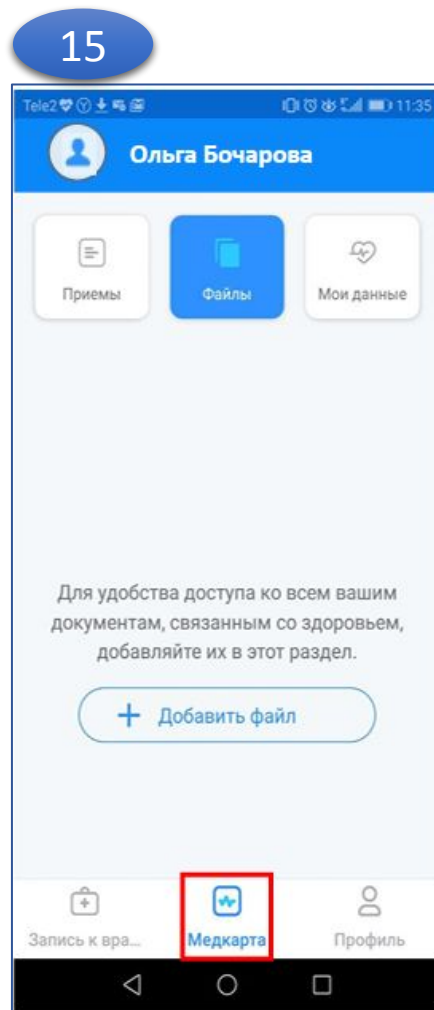 15
Tele2 11:35
Ольга Бочарова
Приемы Файлы Мои данные
Для удобства доступа ко всем вашим
документам, связанным со здоровьем,
добавляйте их в этот раздел.
+ Добавить файл
Запись к вра... Медкарта Профиль